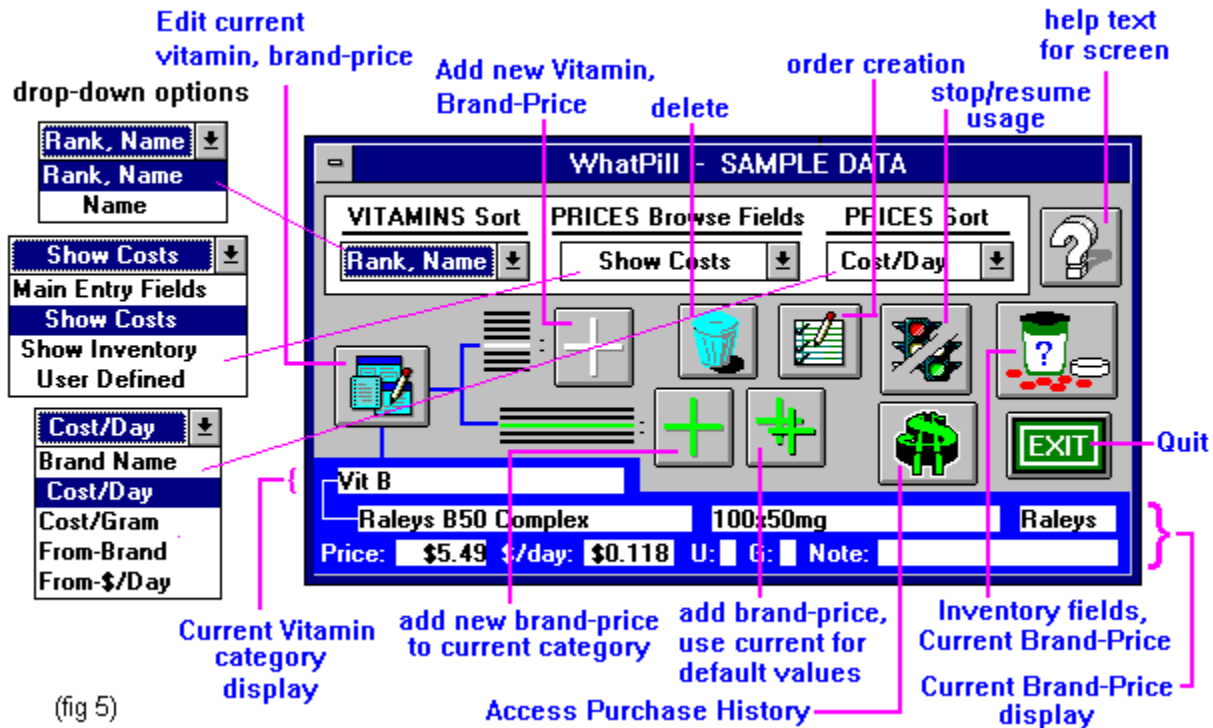 Edit current
vitamin, brand-price
Add new Vitamin,
Brand-Price
delete
order creation
stop/resume
usage
help text
for screen
drop-down options
Rank, Name
Rank, Name
Name
Show Costs
Main Entry Fields
Show Costs
Show Inventory
User Defined
Cost/Day
Brand Name
Cost/Day
Cost/Gram
From-Brand
From-$/Day
WhatPill - SAMPLE DATA
VITAMINS Sort
PRICES Browse Fields
PRICES Sort
Rank, Name
Show Costs
Cost/Day
?
:
?
:
EXIT
Quit
Vit B
Raleys B50 Complex 100x50mg Raleys
Price: $5.49 $/day: $0.118 U: G: Note:
Current Vitamin
category
display
add new brand-price
to current category
add brand-price,
use current for
default values
Inventory fields,
Current Brand-Price
Access Purchase History
Current Brand-Price
display
(fig 5)